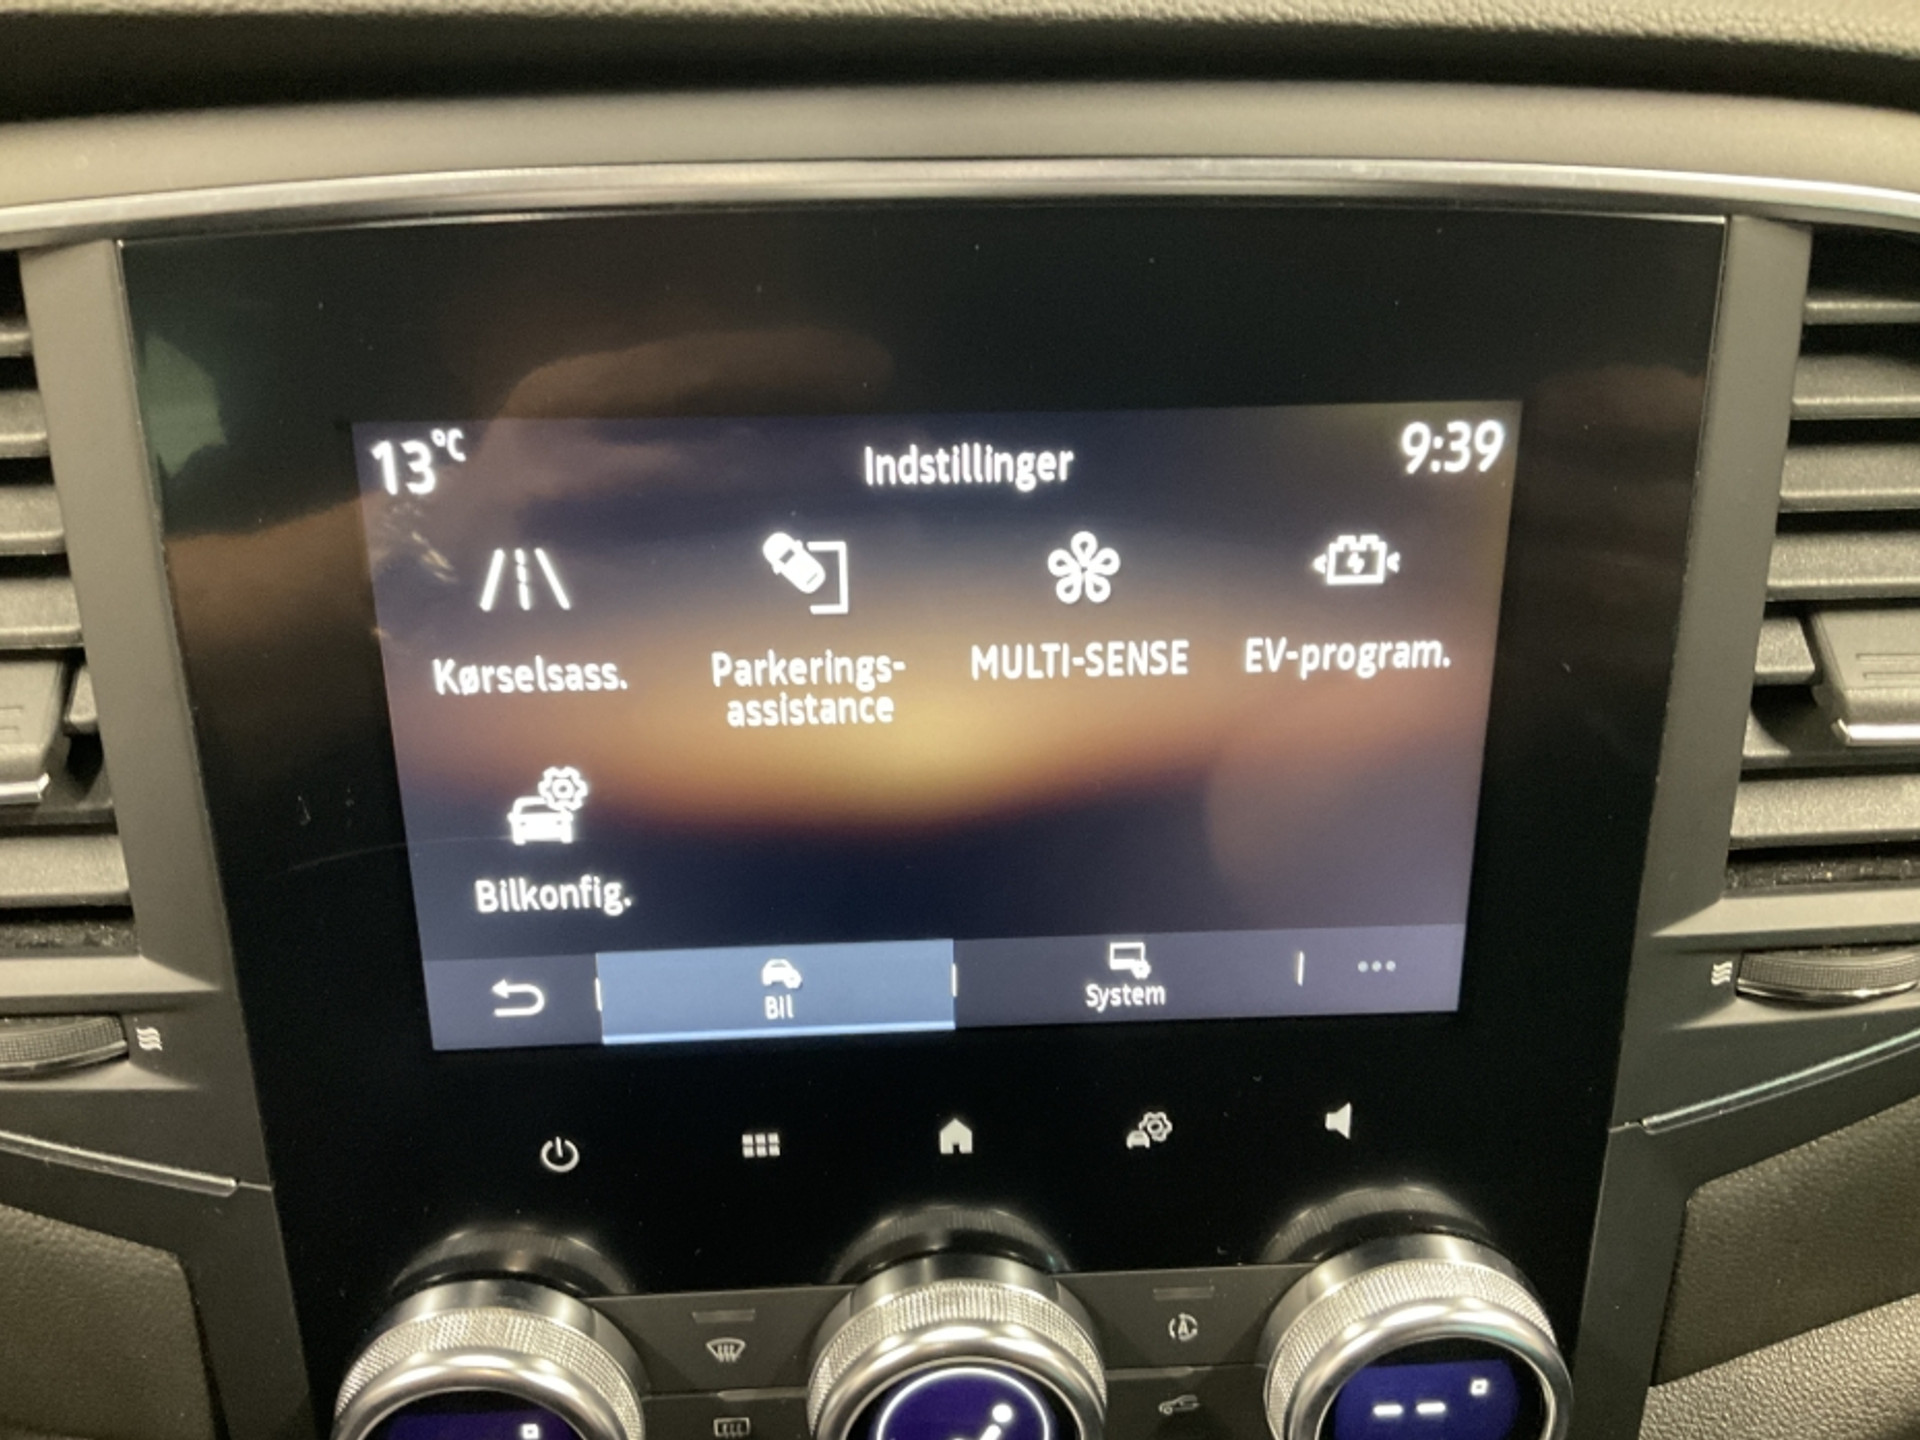 13°C
Indstillinger
9:39
Kørselsass.
Parkerings-
assistance
MULTI-SENSE
EV-program.
Bilkonfig.
Bil
System